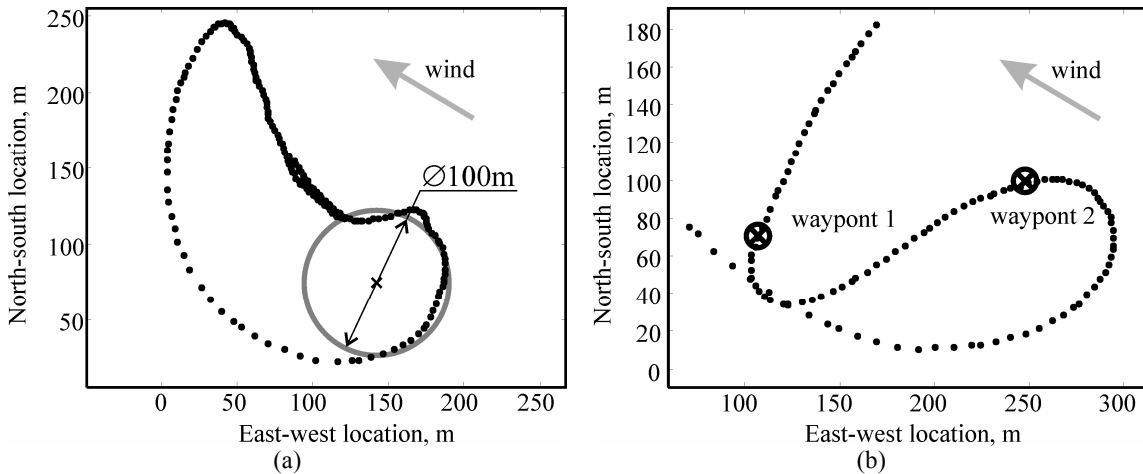 250
200
150
100
50
North-south location, m
wind
Ø100m
0 50 100 150 200 250
East-west location, m
(a)
180
160
140
120
100
80
60
40
20
0
North-south location, m
wind
waypont 1
waypont 2
100 150 200 250 300
East-west location, m
(b)